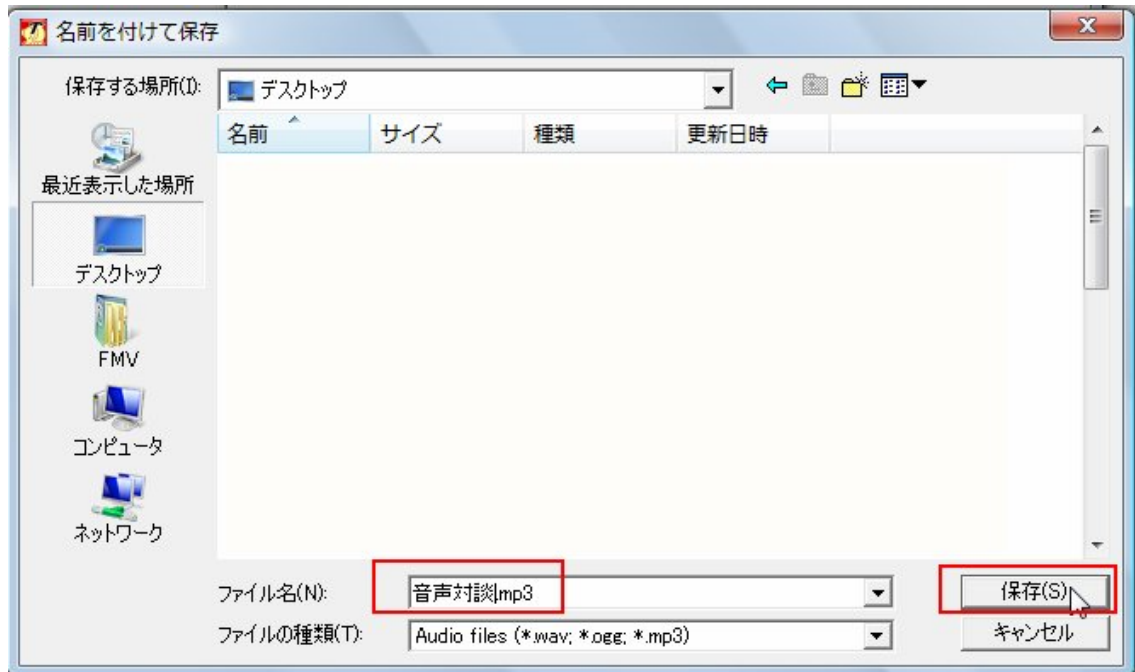 名前を付けて保存
保存する場所(I):
デスクトップ
名前 サイズ 種類 更新日時
最近表示した場所
デスクトップ
FMV
コンピュータ
ネットワーク
ファイル名(N): 音声対談mp3 保存(S)
ファイルの種類(T): Audio files (*.wav; *.ogg; *.mp3) キャンセル